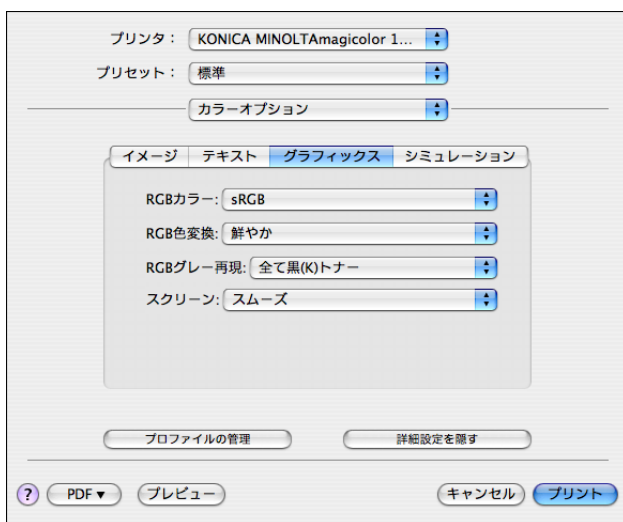 プリンタ： KONICA MINOLTAmagicolor 1...
プリセット： 標準
カラーオプション
イメージ テキスト グラフィックス シミュレーション
RGBカラー: sRGB
RGB色変換: 鮮やか
RGBグレー再現: 全て黒(K)トナー
スクリーン: スムーズ
プロファイルの管理 詳細設定を隠す
? PDF▼ プレビュー キャンセル プリント